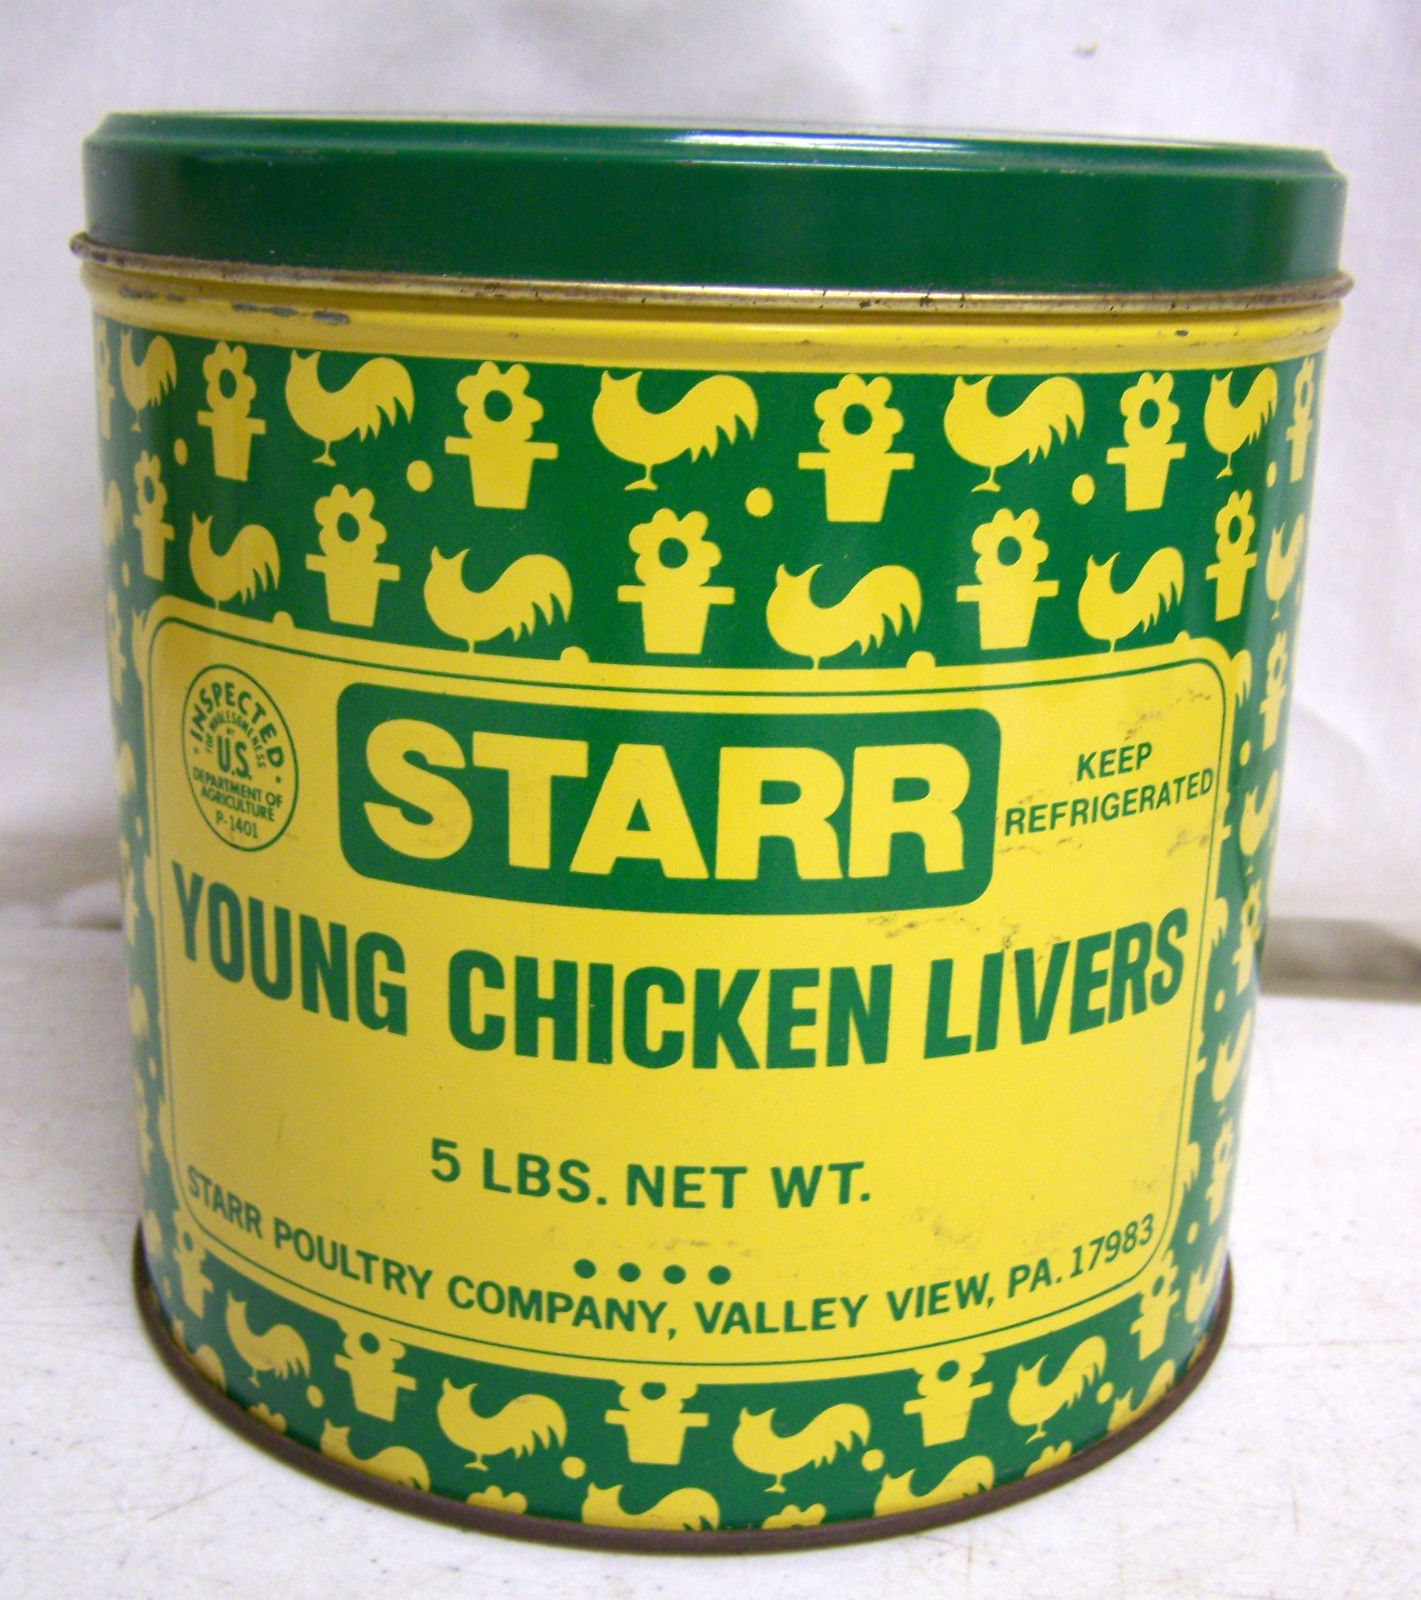 INSPECTED
FOR WHOLESOMENESS
BY
U.S.
DEPARTMENT OF
AGRICULTURE
P-1401
STARR
KEEP
REFRIGERATED
YOUNG CHICKEN LIVERS
5 LBS. NET WT.
STARR POULTRY COMPANY, VALLEY VIEW, PA. 17983